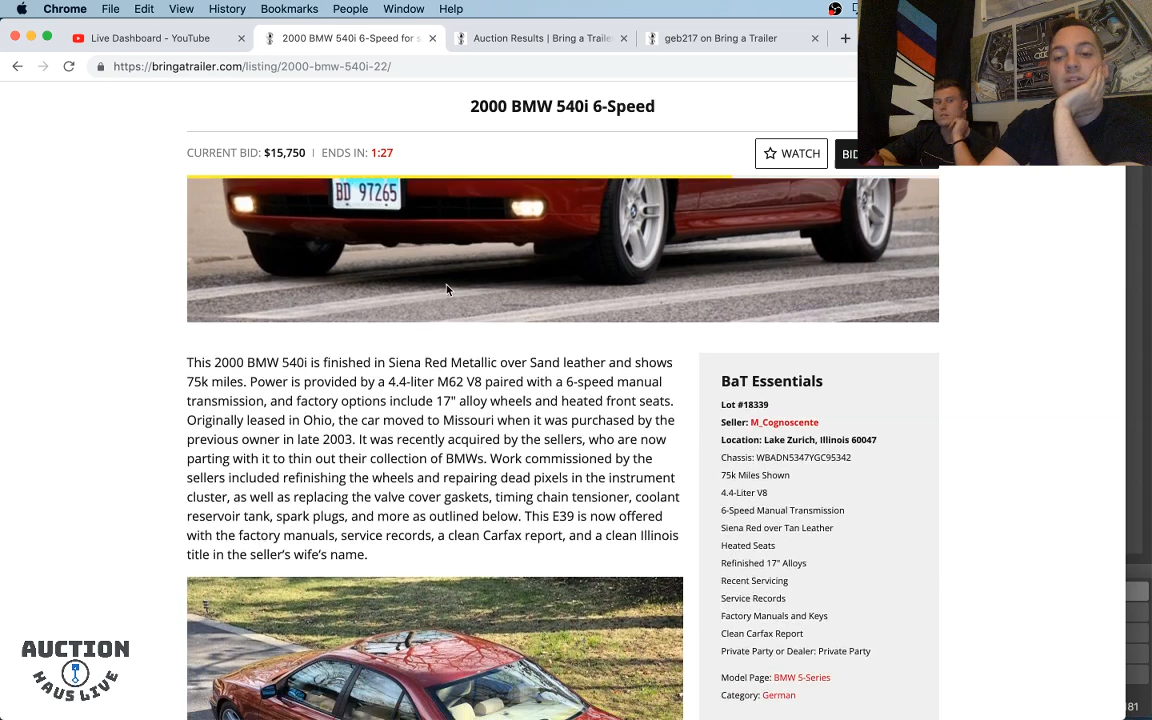 Chrome File Edit View History Bookmarks People Window Help
Live Dashboard - YouTube
2000 BMW 540i 6-Speed for s
Auction Results | Bring a Traile
geb217 on Bring a Trailer
https://bringatrailer.com/listing/2000-bmw-540i-22/
2000 BMW 540i 6-Speed
CURRENT BID: $15,750 | ENDS IN: 1:27
WATCH
BID
BD 97265
This 2000 BMW 540i is finished in Siena Red Metallic over Sand leather and shows
75k miles. Power is provided by a 4.4-liter M62 V8 paired with a 6-speed manual
transmission, and factory options include 17" alloy wheels and heated front seats.
Originally leased in Ohio, the car moved to Missouri when it was purchased by the
previous owner in late 2003. It was recently acquired by the sellers, who are now
parting with it to thin out their collection of BMWs. Work commissioned by the
sellers included refinishing the wheels and repairing dead pixels in the instrument
cluster, as well as replacing the valve cover gaskets, timing chain tensioner, coolant
reservoir tank, spark plugs, and more as outlined below. This E39 is now offered
with the factory manuals, service records, a clean Carfax report, and a clean Illinois
title in the seller's wife's name.
BaT Essentials
Lot #18339
Seller: M_Cognoscente
Location: Lake Zurich, Illinois 60047
Chassis: WBADN5347YGC95342
75k Miles Shown
4.4-Liter V8
6-Speed Manual Transmission
Siena Red over Tan Leather
Heated Seats
Refinished 17" Alloys
Recent Servicing
Service Records
Factory Manuals and Keys
Clean Carfax Report
Private Party or Dealer: Private Party
Model Page: BMW 5-Series
Category: German
AUCTION
HAUS LIVE
181